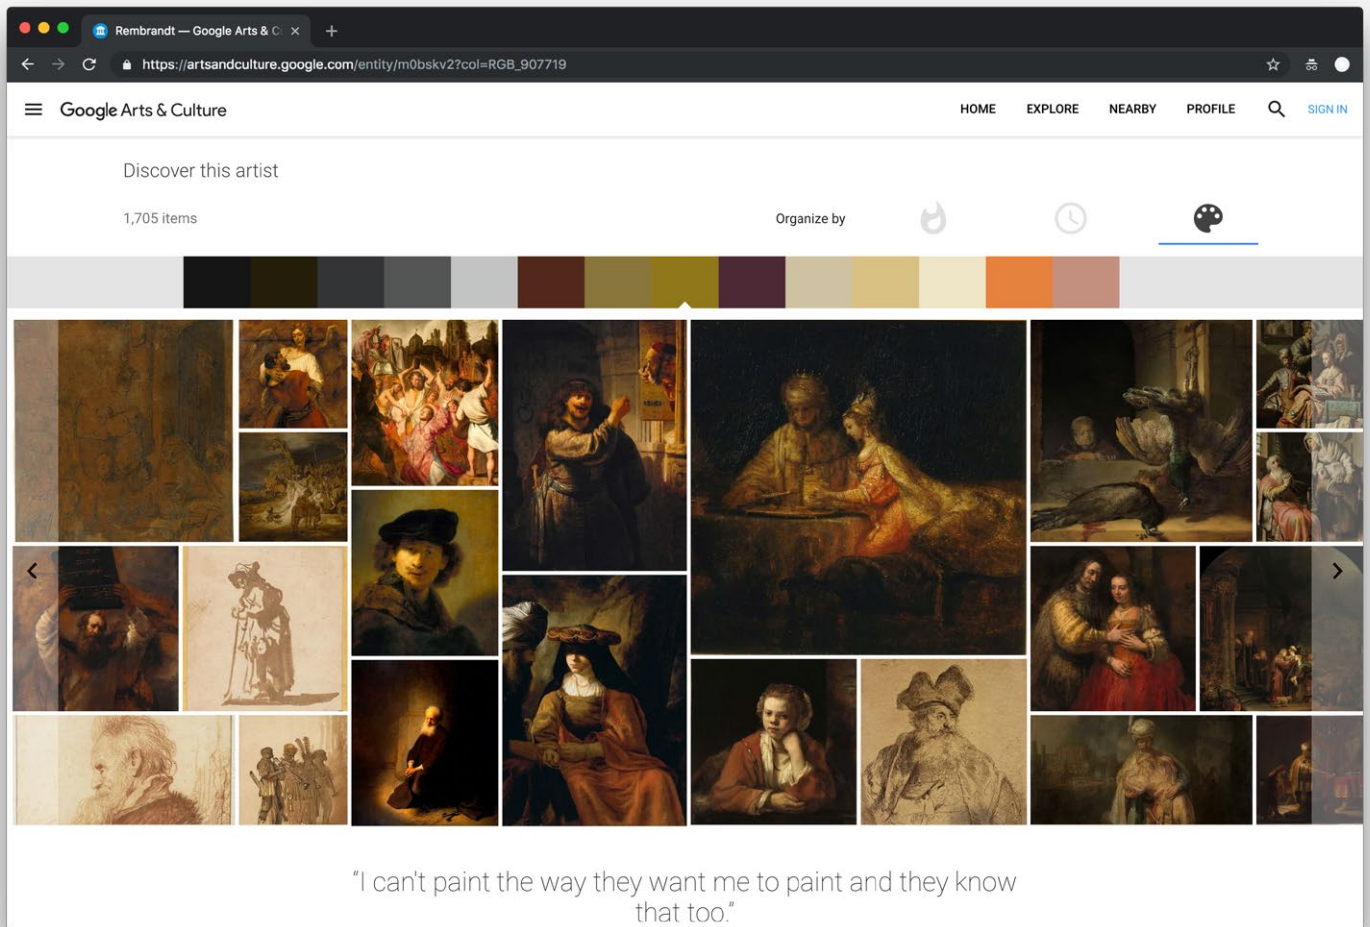 Rembrandt — Google Arts & C
https://artsandculture.google.com/entity/m0bskv2?col=RGB_907719
Google Arts & Culture
HOME EXPLORE NEARBY PROFILE SIGN IN
Discover this artist
1,705 items
Organize by
“I can't paint the way they want me to paint and they know
that too.”